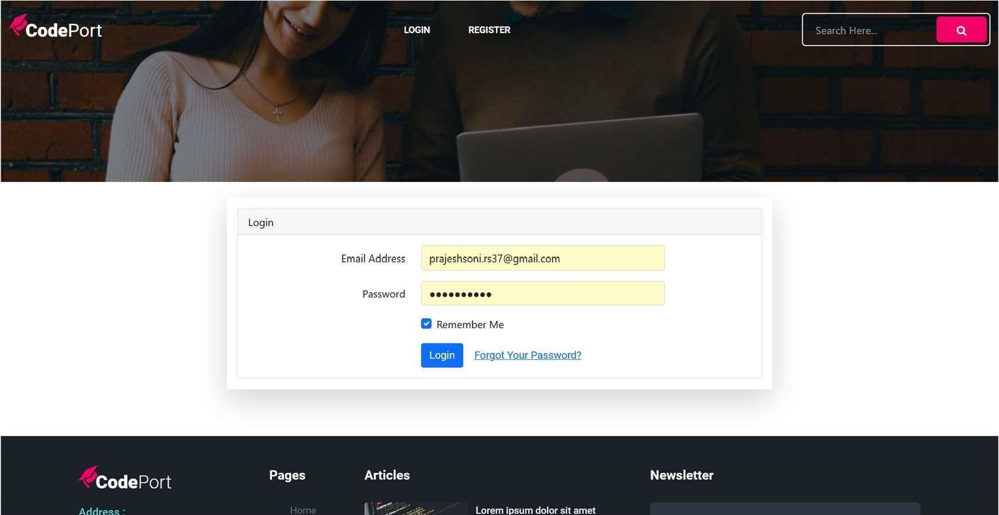 CodePort
LOGIN
REGISTER
Search Here...
Login
Email Address
prajeshsoni.rs37@gmail.com
Password
●●●●●●●●●●
Remember Me
Login
Forgot Your Password?
CodePort
Pages
Articles
Newsletter
Address :
Home
Lorem ipsum dolor sit amet